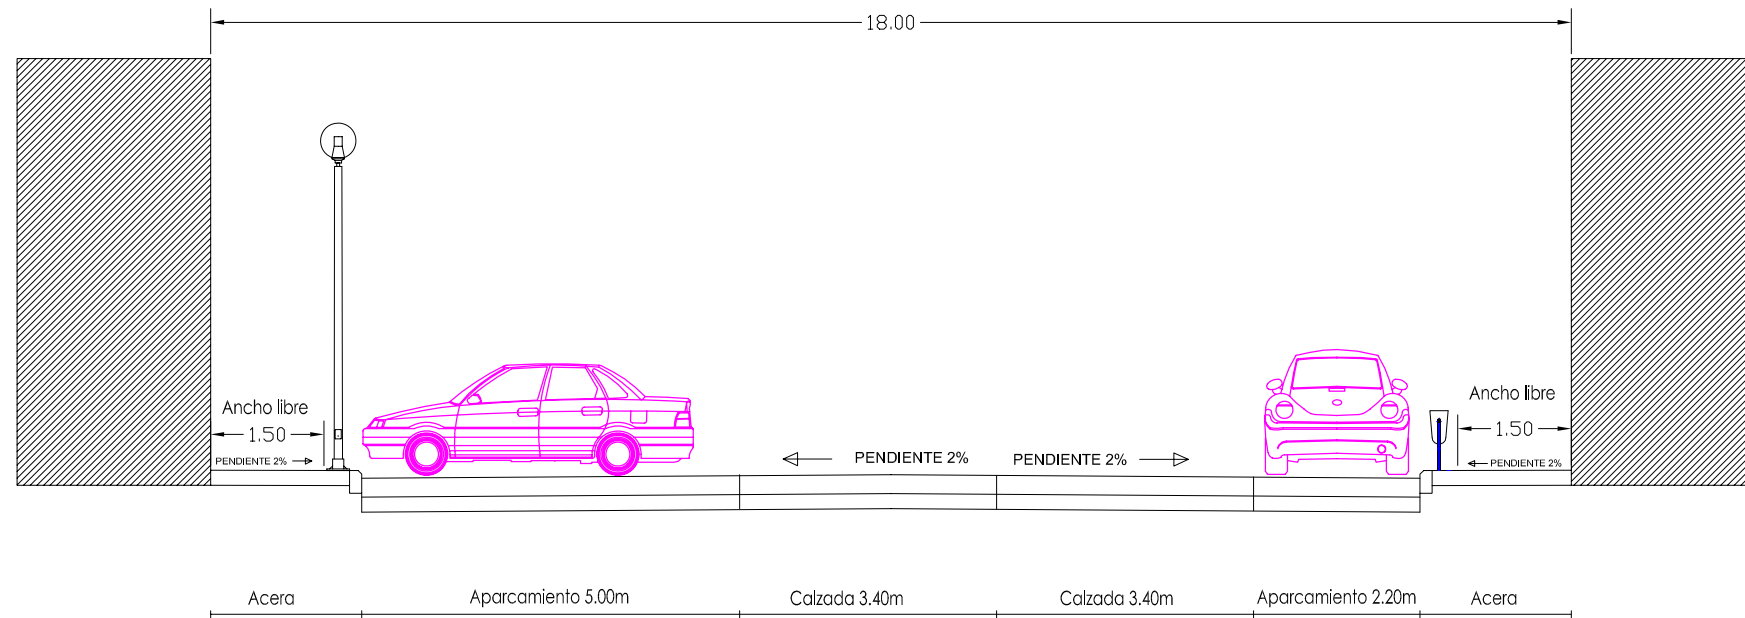 18.00
Ancho libre
1.50
PENDIENTE 2%
PENDIENTE 2%
PENDIENTE 2%
Ancho libre
1.50
PENDIENTE 2%
Acera
Aparcamiento 5.00m
Calzada 3.40m
Calzada 3.40m
Aparcamiento 2.20m
Acera